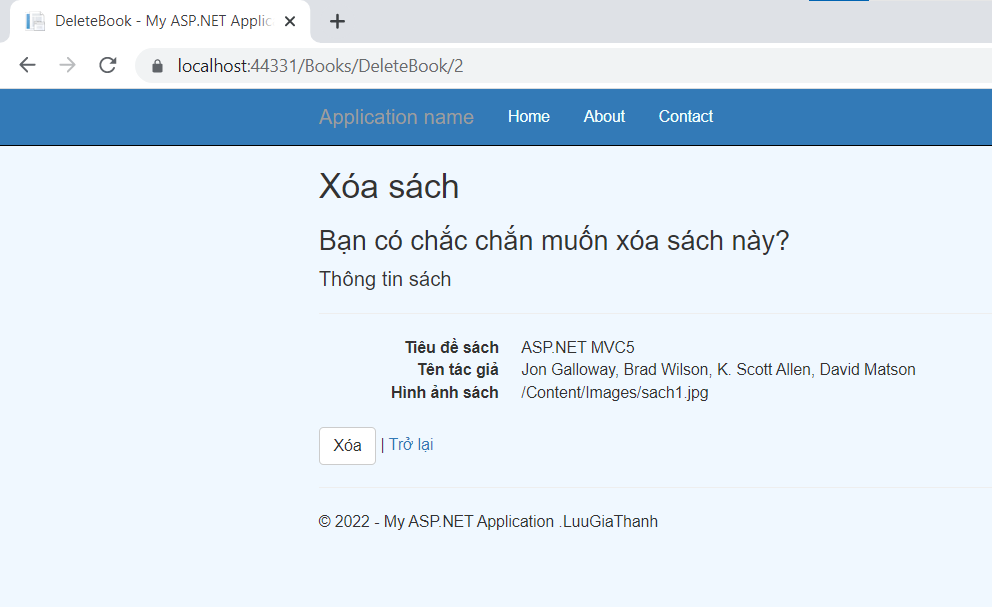 DeleteBook - My ASP.NET Applic
localhost:44331/Books/DeleteBook/2
Application name Home About Contact
Xóa sách
Bạn có chắc chắn muốn xóa sách này?
Thông tin sách
Tiêu đề sách ASP.NET MVC5
Tên tác giả Jon Galloway, Brad Wilson, K. Scott Allen, David Matson
Hình ảnh sách /Content/Images/sach1.jpg
Xóa | Trở lại
© 2022 - My ASP.NET Application .LuuGiaThanh